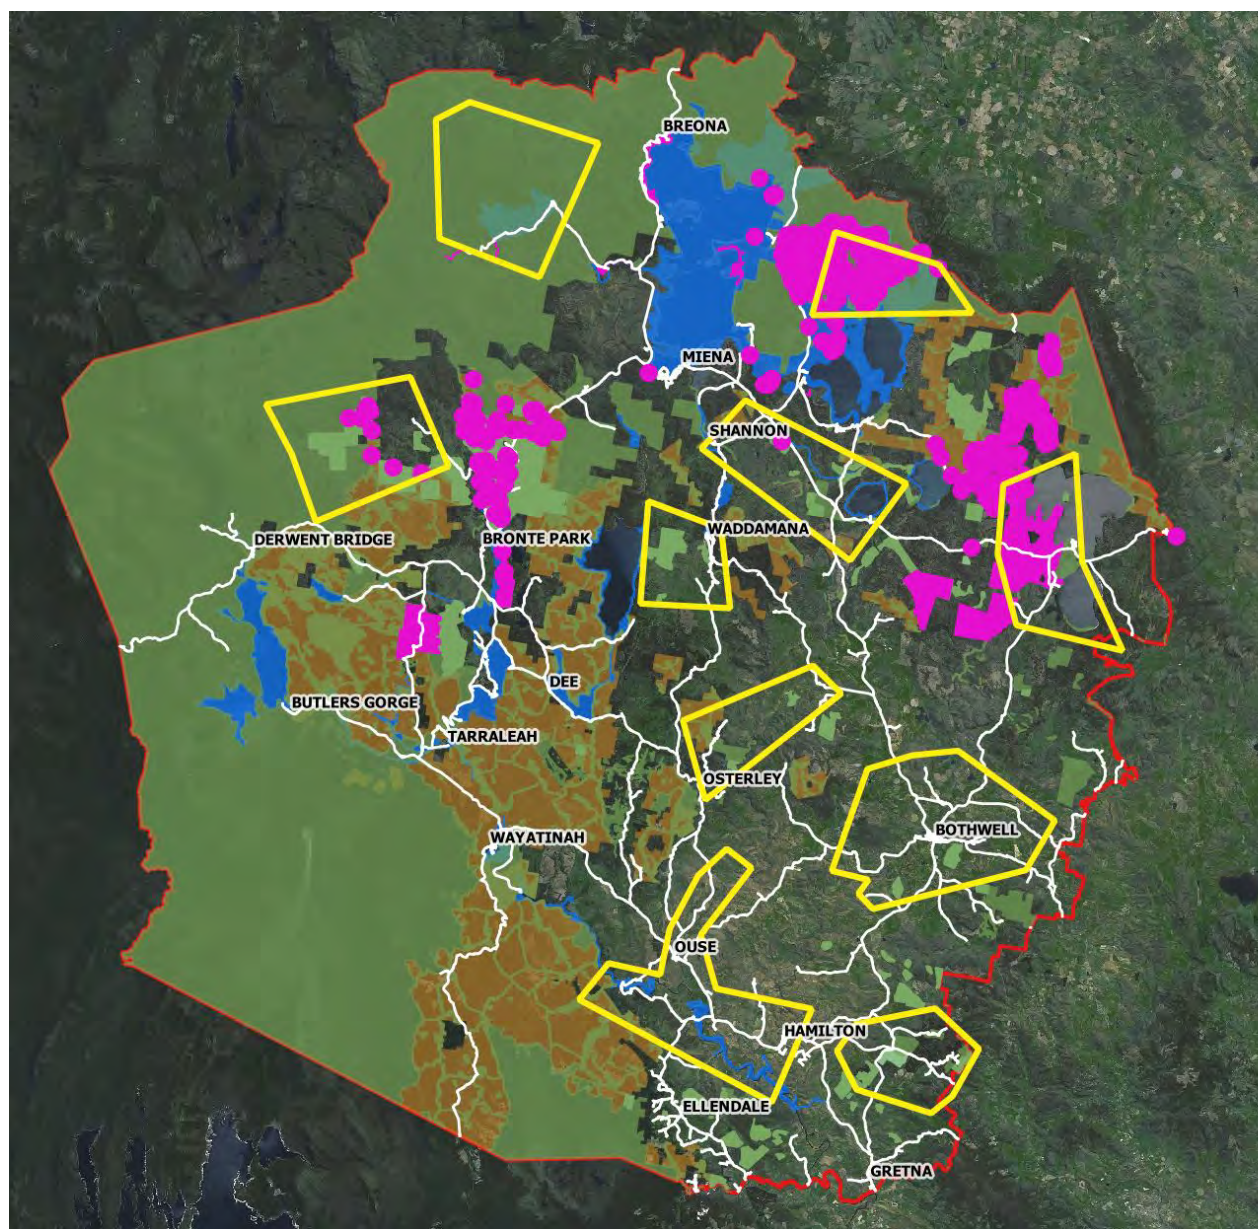 BREONA
MIENA
SHANNON
WADDAMANA
DERWENT BRIDGE
BRONTE PARK
DEE
BUTLERS GORGE
TARRALEAH
OSTERLEY
WAYATINAH
BOTHWELL
OUSE
HAMILTON
ELLENDALE
GRETNA